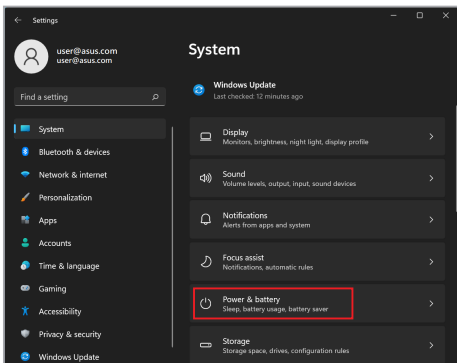 Settings
user@asus.com
user@asus.com
Find a setting
System
Bluetooth & devices
Network & internet
Personalization
Apps
Accounts
Time & language
Gaming
Accessibility
Privacy & security
Windows Update
System
Windows Update
Last checked: 12 minutes ago
Display
Monitors, brightness, night light, display profile
Sound
Volume levels, output, input, sound devices
Notifications
Alerts from apps and system
Focus assist
Notifications, automatic rules
Power & battery
Sleep, battery usage, battery saver
Storage
Storage space, drives, configuration rules